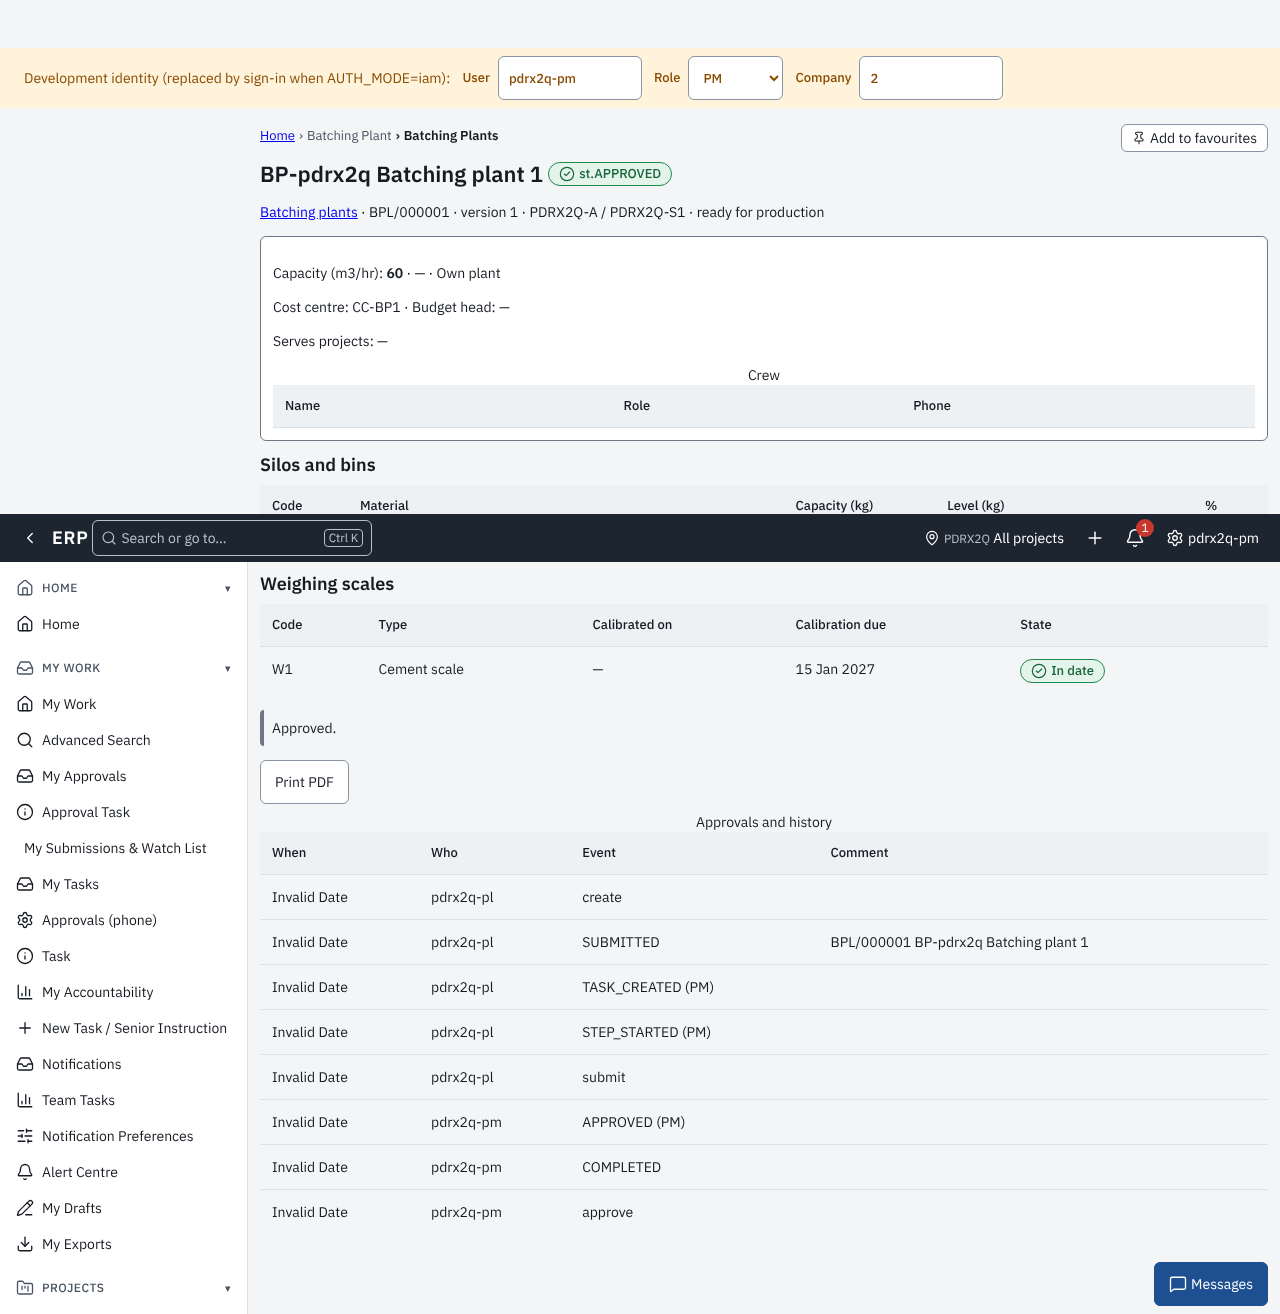 Development identity (replaced by sign-in when AUTH_MODE=iam): User pdrx2q-pm Role PM Company 2
Home › Batching Plant › Batching Plants
Add to favourites
BP-pdrx2q Batching plant 1 st.APPROVED
Batching plants · BPL/000001 · version 1 · PDRX2Q-A / PDRX2Q-S1 · ready for production
Capacity (m3/hr): 60 · — · Own plant
Cost centre: CC-BP1 · Budget head: —
Serves projects: —
Crew
Name Role Phone
Silos and bins
Code Material Capacity (kg) Level (kg) %
ERP Search or go to... Ctrl K PDRX2Q All projects 1 pdrx2q-pm
HOME
Home
MY WORK
My Work
Advanced Search
My Approvals
Approval Task
My Submissions & Watch List
My Tasks
Approvals (phone)
Task
My Accountability
New Task / Senior Instruction
Notifications
Team Tasks
Notification Preferences
Alert Centre
My Drafts
My Exports
PROJECTS
Weighing scales
Code Type Calibrated on Calibration due State
W1 Cement scale — 15 Jan 2027 In date
Approved.
Print PDF
Approvals and history
When Who Event Comment
Invalid Date pdrx2q-pl create
Invalid Date pdrx2q-pl SUBMITTED BPL/000001 BP-pdrx2q Batching plant 1
Invalid Date pdrx2q-pl TASK_CREATED (PM)
Invalid Date pdrx2q-pl STEP_STARTED (PM)
Invalid Date pdrx2q-pl submit
Invalid Date pdrx2q-pm APPROVED (PM)
Invalid Date pdrx2q-pm COMPLETED
Invalid Date pdrx2q-pm approve
Messages